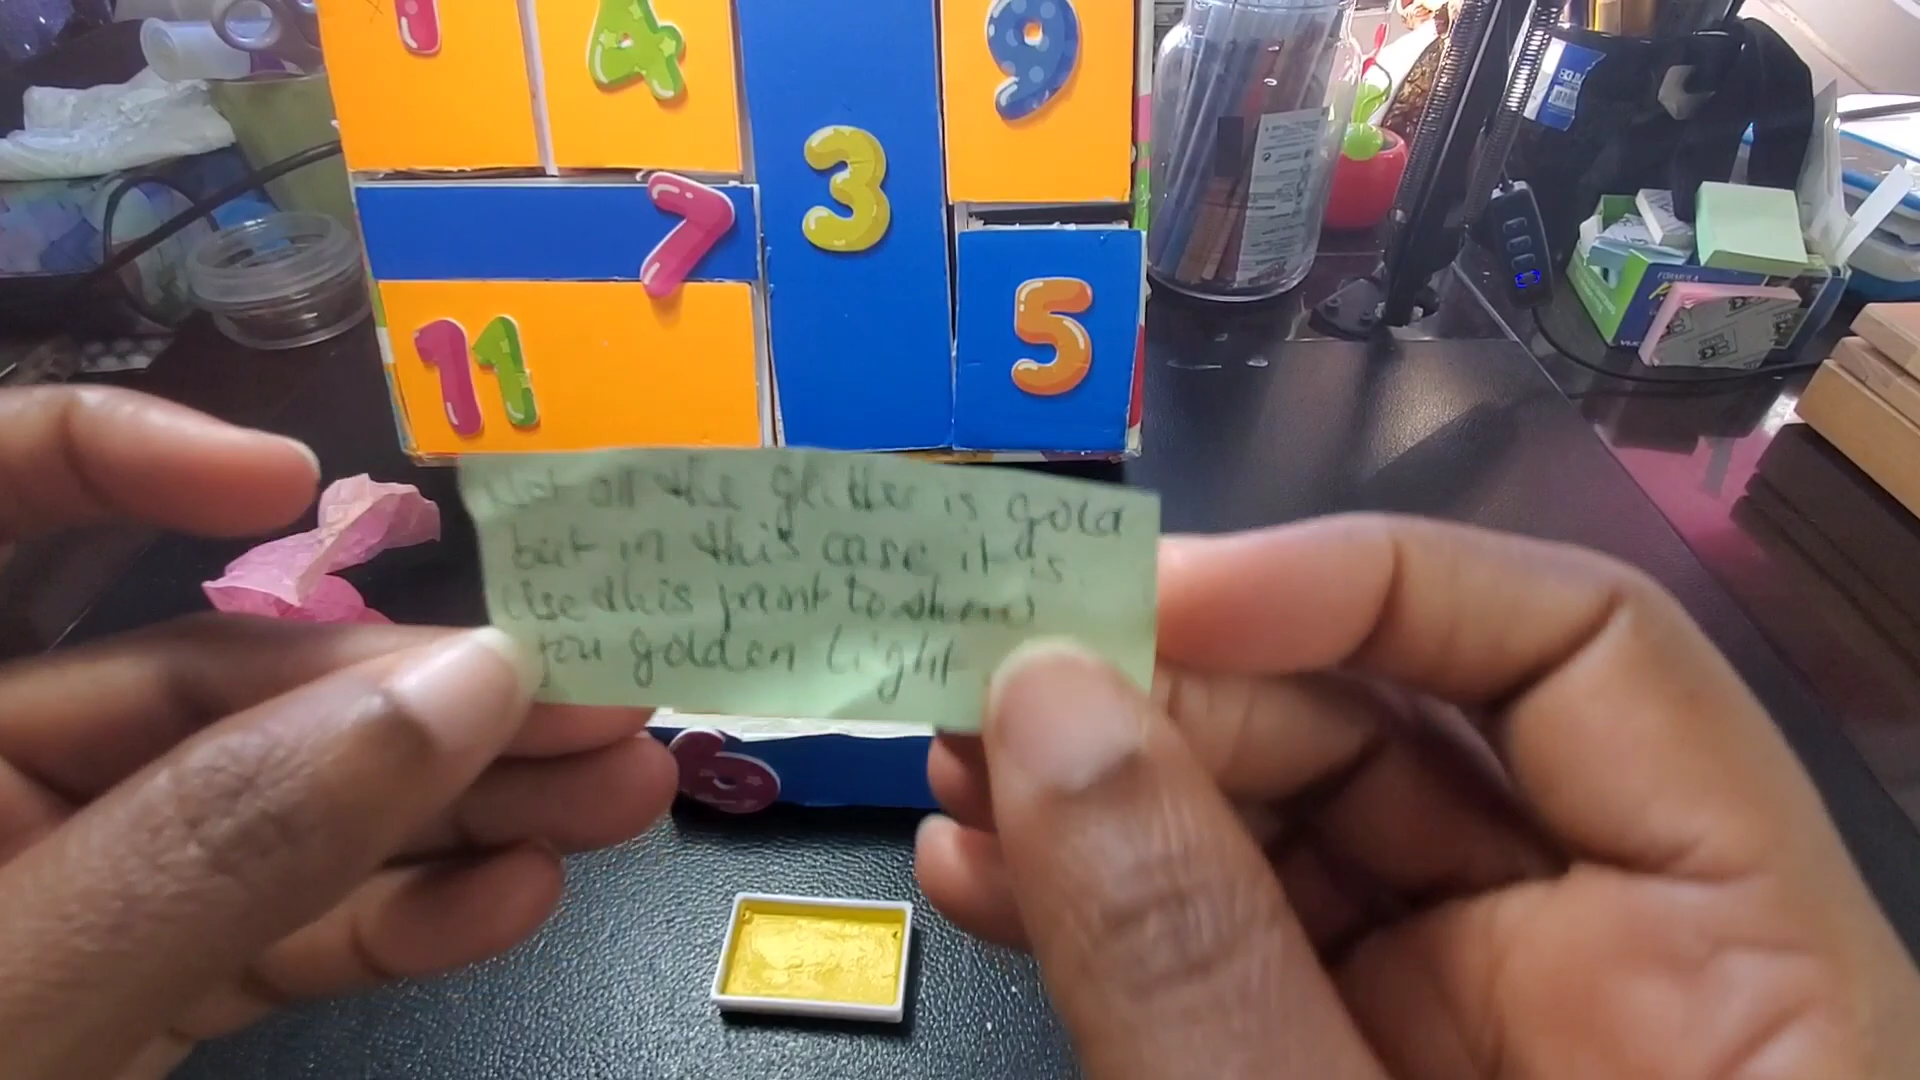 1
4
9
3
7
5
11
Not all the glitter is gold
but in this case it is.
Use this paint to show
you golden light
6